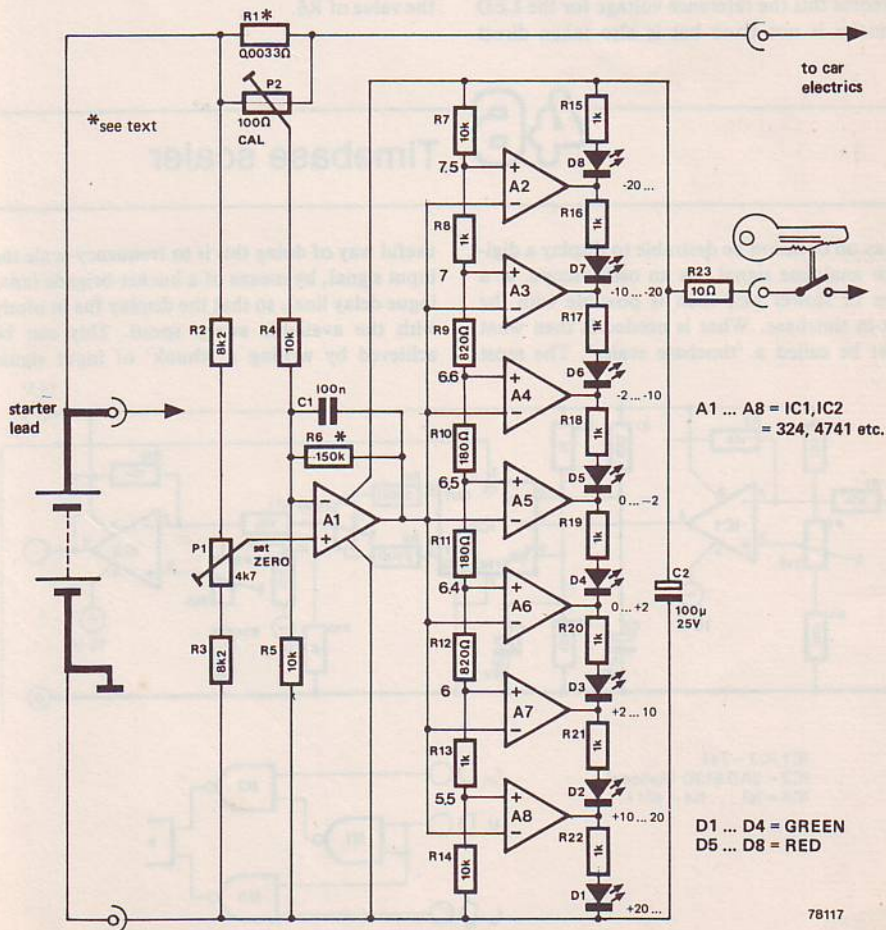 R1*
0,0033Ω
P2
100Ω
CAL
*see text
to car
electrics
R7
10k
R15
1k
D8
7,5
A2
-20 ...
R8
1k
R16
1k
D7
7
A3
-10 ... -20
R23
10Ω
R2
8k2
R4
10k
R9
820Ω
R17
1k
D6
6,6
A4
-2 ... -10
starter
lead
C1
100n
R6 *
150k
R10
180Ω
R18
1k
D5
6,5
A5
0 ... -2
A1 ... A8 = IC1,IC2
= 324, 4741 etc.
A1
P1
4k7
set
ZERO
R11
180Ω
R19
1k
D4
6,4
A6
0 ... +2
C2
100µ
25V
R3
8k2
R5
10k
R12
820Ω
R20
1k
D3
6
A7
+2 ... 10
R13
1k
R21
1k
D2
5,5
A8
+10 ... 20
R14
10k
R22
1k
D1
+20 ...
D1 ... D4 = GREEN
D5 ... D8 = RED
78117